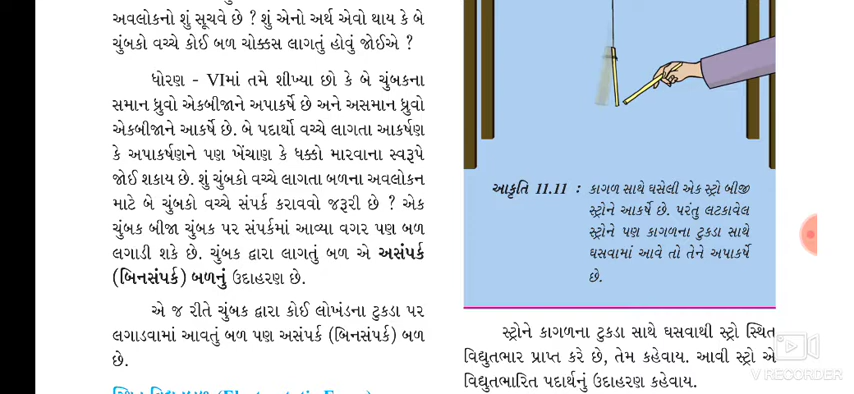 અવલોકનો શું સૂચવે છે ? શું એનો અર્થ એવો થાય કે બે
ચુંબકો વચ્ચે કોઈ બળ ચોક્કસ લાગતું હોવું જોઈએ ?
ધોરણ - VIમાં તમે શીખ્યા છો કે બે ચુંબકના
સમાન ધ્રુવો એકબીજાને અપાકર્ષે છે અને અસમાન ધ્રુવો
એકબીજાને આકર્ષે છે. બે પદાર્થો વચ્ચે લાગતા આકર્ષણ
કે અપાકર્ષણને પણ ખેંચાણ કે ધક્કો મારવાના સ્વરૂપે
જોઈ શકાય છે. શું ચુંબકો વચ્ચે લાગતા બળના અવલોકન
માટે બે ચુંબકો વચ્ચે સંપર્ક કરાવવો જરૂરી છે ? એક
ચુંબક બીજા ચુંબક પર સંપર્કમાં આવ્યા વગર પણ બળ
લગાડી શકે છે. ચુંબક દ્વારા લાગતું બળ એ અસંપર્ક
(બિનસંપર્ક) બળનું ઉદાહરણ છે.
એ જ રીતે ચુંબક દ્વારા કોઈ લોખંડના ટુકડા પર
લગાડવામાં આવતું બળ પણ અસંપર્ક (બિનસંપર્ક) બળ
છે.
આકૃતિ 11.11 : કાગળ સાથે ઘસેલી એક સ્ટ્રો બીજી
સ્ટ્રોને આકર્ષે છે. પરંતુ લટકાવેલ
સ્ટ્રોને પણ કાગળના ટુકડા સાથે
ઘસવામાં આવે તો તેને અપાકર્ષે
છે.
સ્ટ્રોને કાગળના ટુકડા સાથે ઘસવાથી સ્ટ્રો સ્થિત
વિદ્યુતભાર પ્રાપ્ત કરે છે, તેમ કહેવાય. આવી સ્ટ્રો એ
વિદ્યુતભારિત પદાર્થનું ઉદાહરણ કહેવાય.
V RECORDER